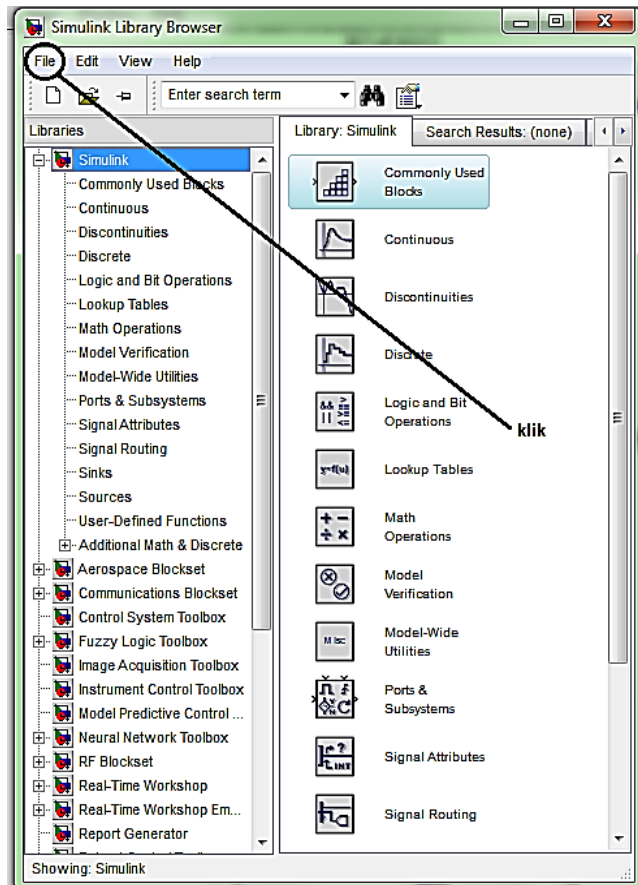 Simulink Library Browser
File Edit View Help
Enter search term
Libraries
Simulink
Commonly Used Blocks
Continuous
Discontinuities
Discrete
Logic and Bit Operations
Lookup Tables
Math Operations
Model Verification
Model-Wide Utilities
Ports & Subsystems
Signal Attributes
Signal Routing
Sinks
Sources
User-Defined Functions
Additional Math & Discrete
Aerospace Blockset
Communications Blockset
Control System Toolbox
Fuzzy Logic Toolbox
Image Acquisition Toolbox
Instrument Control Toolbox
Model Predictive Control ...
Neural Network Toolbox
RF Blockset
Real-Time Workshop
Real-Time Workshop Em...
Report Generator
Library: Simulink Search Results: (none)
Commonly Used
Blocks
Continuous
Discontinuities
Discrete
Logic and Bit
Operations
klik
y=f(u)
Lookup Tables
Math
Operations
Model
Verification
Misc
Model-Wide
Utilities
Ports &
Subsystems
Signal Attributes
Signal Routing
Showing: Simulink